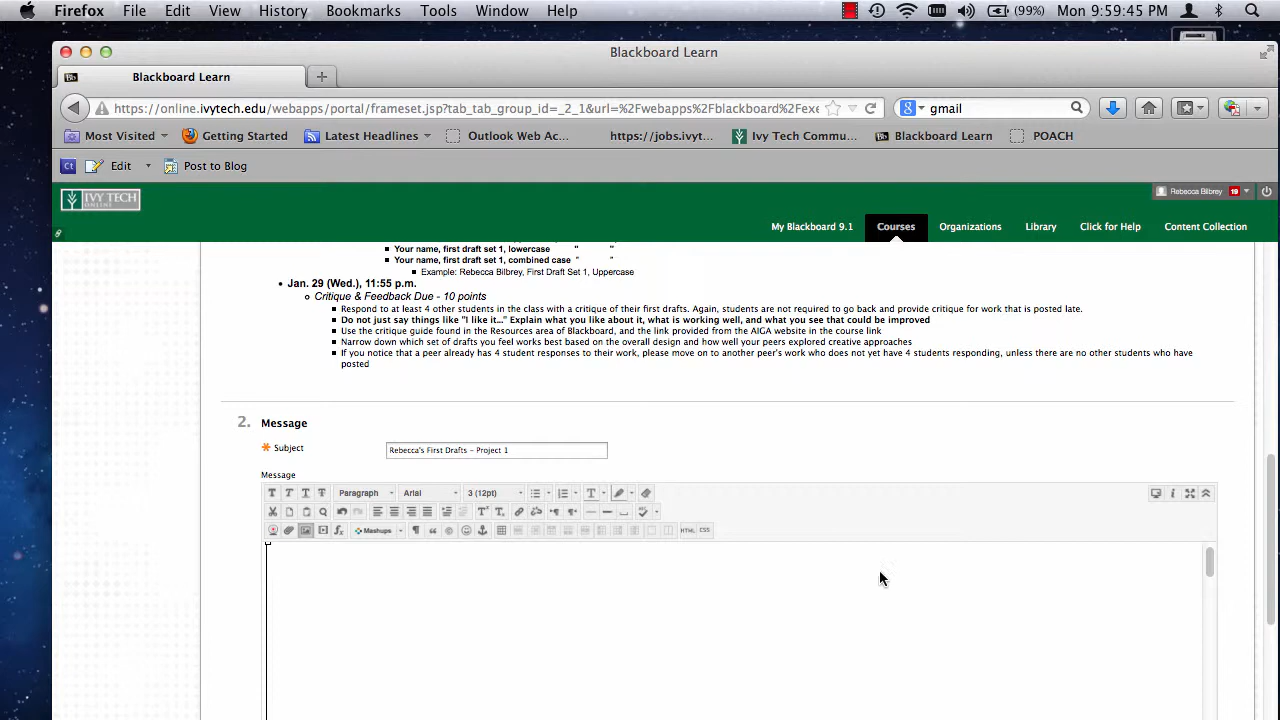 Firefox File Edit View History Bookmarks Tools Window Help (99%) Mon 9:59:45 PM
Blackboard Learn
Bb Blackboard Learn
https://online.ivytech.edu/webapps/portal/frameset.jsp?tab_tab_group_id=_2_1&url=%2Fwebapps%2Fblackboard%2Fexe gmail
Most Visited Getting Started Latest Headlines Outlook Web Ac... https://jobs.ivyt... Ivy Tech Commu... Bb Blackboard Learn POACH
Ct Edit Post to Blog
IVY TECH Rebecca Bilbrey 19
ONLINE
My Blackboard 9.1 Courses Organizations Library Click for Help Content Collection
Your name, first draft set 1, lowercase " "
Your name, first draft set 1, combined case " "
Example: Rebecca Bilbrey, First Draft Set 1, Uppercase
Jan. 29 (Wed.), 11:55 p.m.
Critique & Feedback Due - 10 points
Respond to at least 4 other students in the class with a critique of their first drafts. Again, students are not required to go back and provide critique for work that is posted late.
Do not just say things like "I like it..." Explain what you like about it, what is working well, and what you see that could be improved
Use the critique guide found in the Resources area of Blackboard, and the link provided from the AIGA website in the course link
Narrow down which set of drafts you feel works best based on the overall design and how well your peers explored creative approaches
If you notice that a peer already has 4 student responses to their work, please move on to another peer's work who does not yet have 4 students responding, unless there are no other students who have
posted
2. Message
Subject Rebecca's First Drafts - Project 1
Message
T T T T Paragraph Arial 3 (12pt) T
Mashups HTML CSS